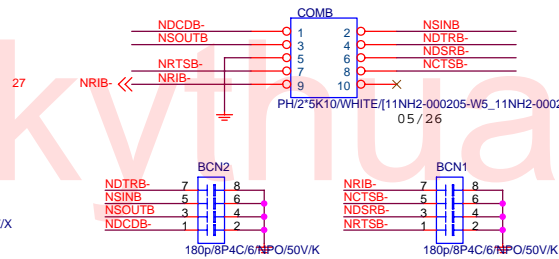 COMB
NDCDB- 1 2 NSINB
NSOUTB 3 4 NDTRB-
5 6 NDSRB-
NRTSB- 7 8 NCTSB-
27 NRIB- NRIB- 9 10
PH/2*5K10/WHITE/[11NH2-000205-W5_11NH2-0002
05/26
kythua
BCN2
NDTRB- 7 8
NSINB 5 6
NSOUTB 3 4
NDCDB- 1 2
180p/8P4C/6/NPO/50V/K
BCN1
NRIB- 7 8
NCTSB- 5 6
NDSRB- 3 4
NRTSB- 1 2
180p/8P4C/6/NPO/50V/K
/X